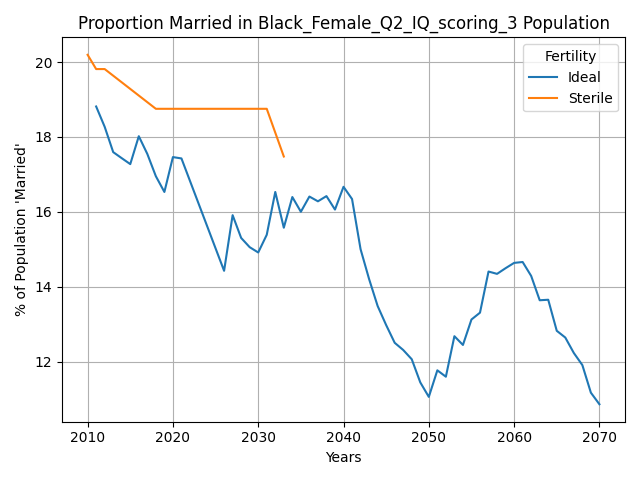 Proportion Married in Black_Female_Q2_IQ_scoring_3 Population
% of Population 'Married'
20
18
16
14
12
Fertility
Ideal
Sterile
2010 2020 2030 2040 2050 2060 2070
Years